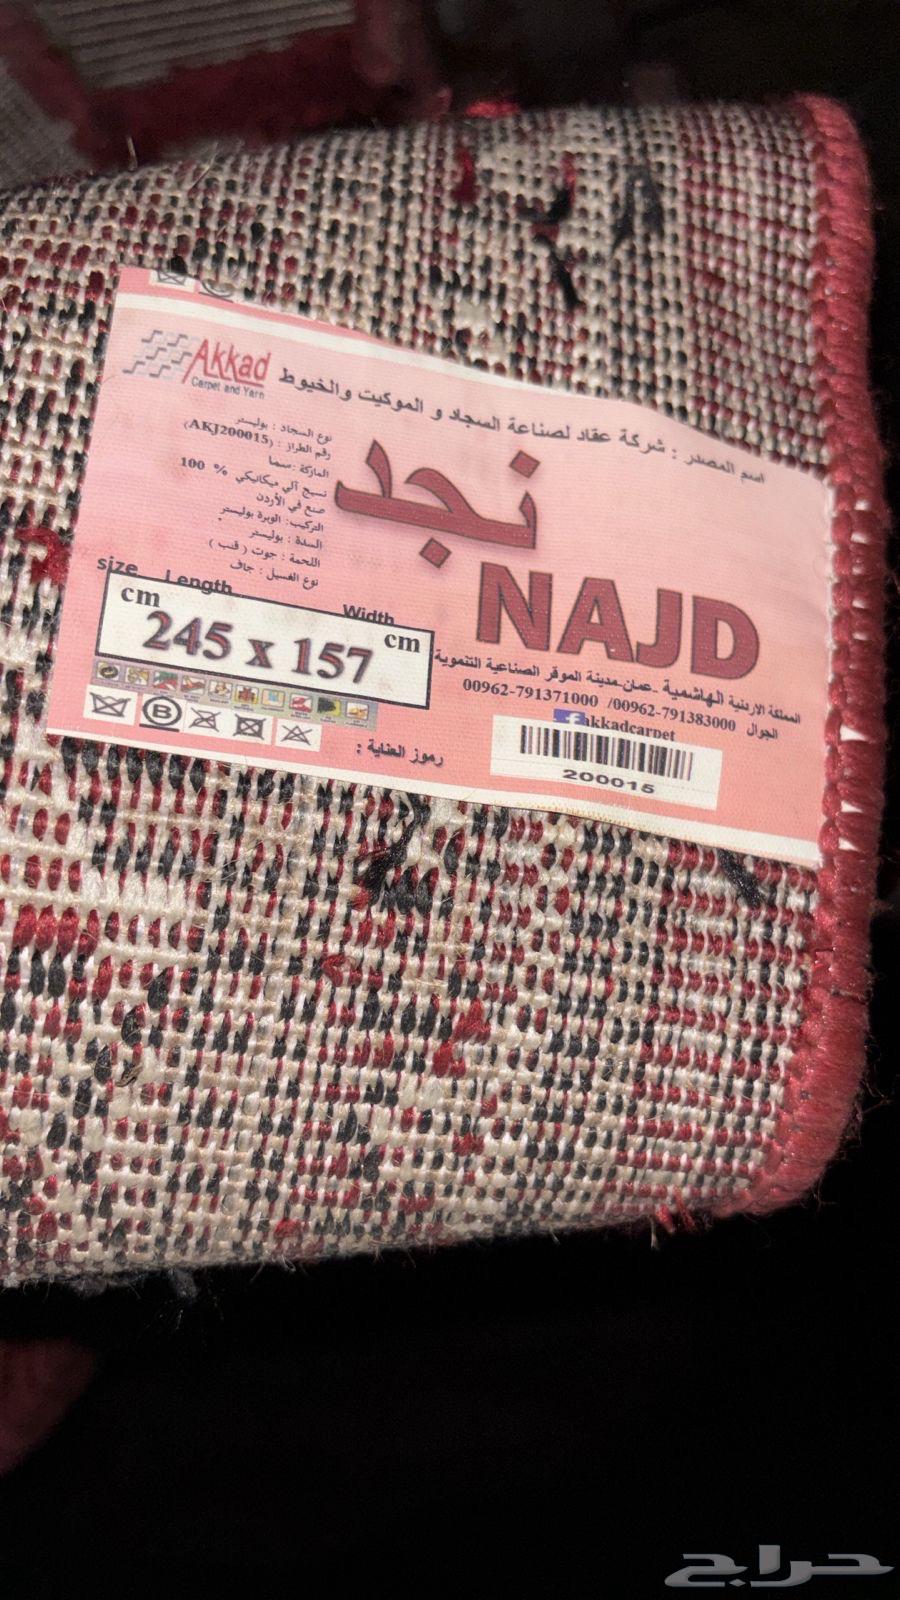 Akkad
Carpet and Yarn
اسم المصدر : شركة عقاد لصناعة السجاد و الموكيت والخيوط
نوع السجاد : بوليستر
رقم الطراز : (AKJ200015)
الماركة :سما
نسيج آلي ميكانيكي % 100
صنع في الأردن
التركيب: الوبرة بوليستر
السدة : بوليستر
اللحمة : جوت ( قنب )
نوع الغسيل : جاف
نجد
NAJD
size Length Width
cm 245 x 157 cm
المملكة الاردنية الهاشمية -عمان-مدينة الموقر الصناعية التنموية
الجوال 00962-791383000 /00962-791371000
f akkadcarpet
200015
رموز العناية :
B
حراج